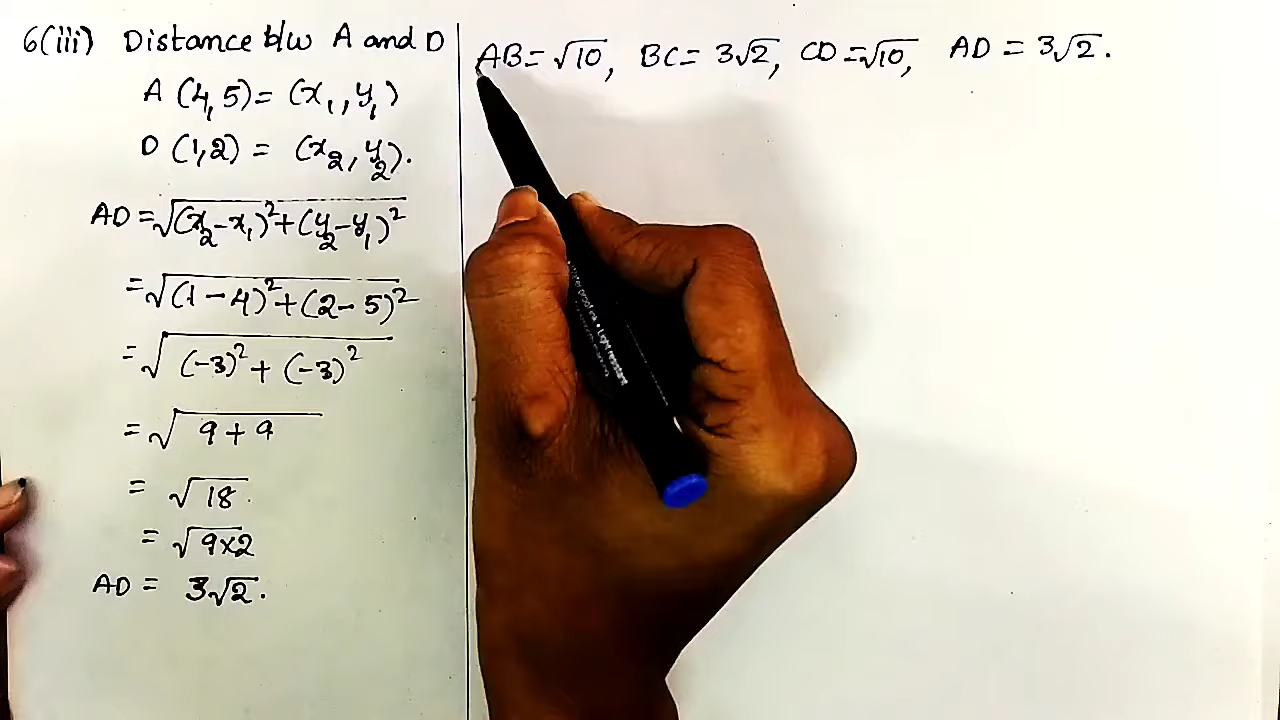 6(iii) Distance b/w A and D
A (4,5) = (x₁, y₁)
D (1,2) = (x₂, y₂).
AD = √(x₂-x₁)²+(y₂-y₁)²
= √(1-4)²+(2-5)²
= √(-3)²+(-3)²
= √9+9
= √18.
= √9×2
AD = 3√2.
AB = √10, BC = 3√2, CD = √10, AD = 3√2.